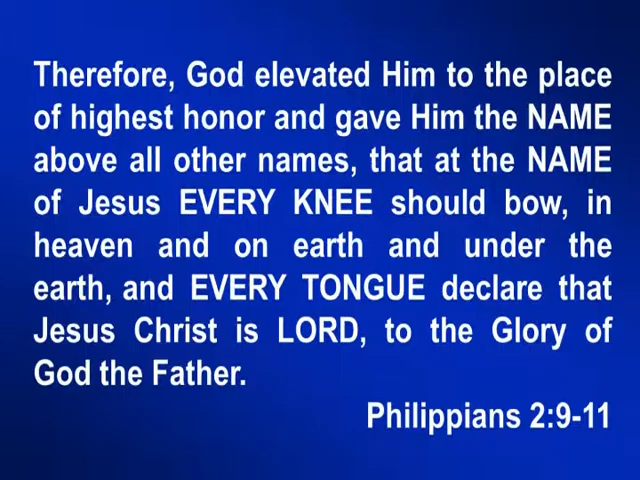 Therefore, God elevated Him to the place
of highest honor and gave Him the NAME
above all other names, that at the NAME
of Jesus EVERY KNEE should bow, in
heaven and on earth and under the
earth, and EVERY TONGUE declare that
Jesus Christ is LORD, to the Glory of
God the Father.
Philippians 2:9-11